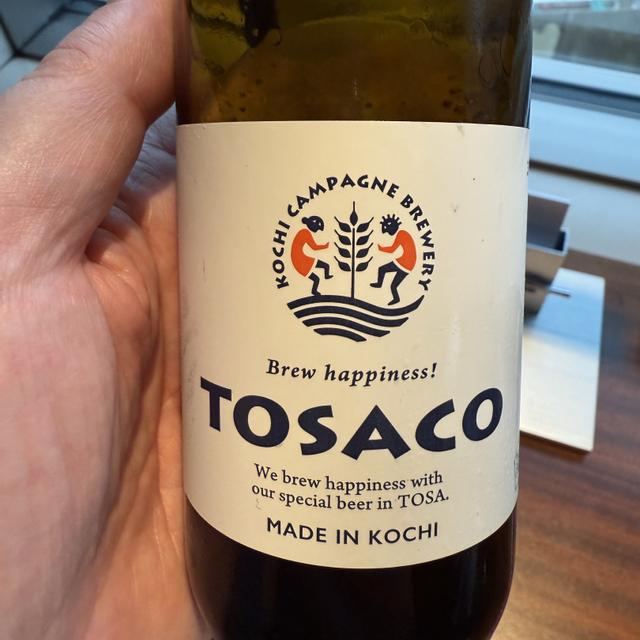 KOCHI CAMPAGNE BREWERY
Brew happiness!
TOSACO
We brew happiness with
our special beer in TOSA.
MADE IN KOCHI